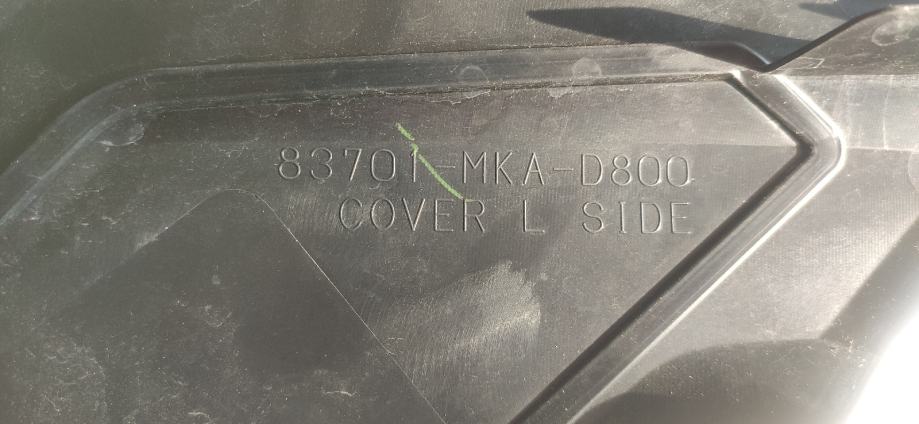 83701-MKA-D800
COVER L SIDE